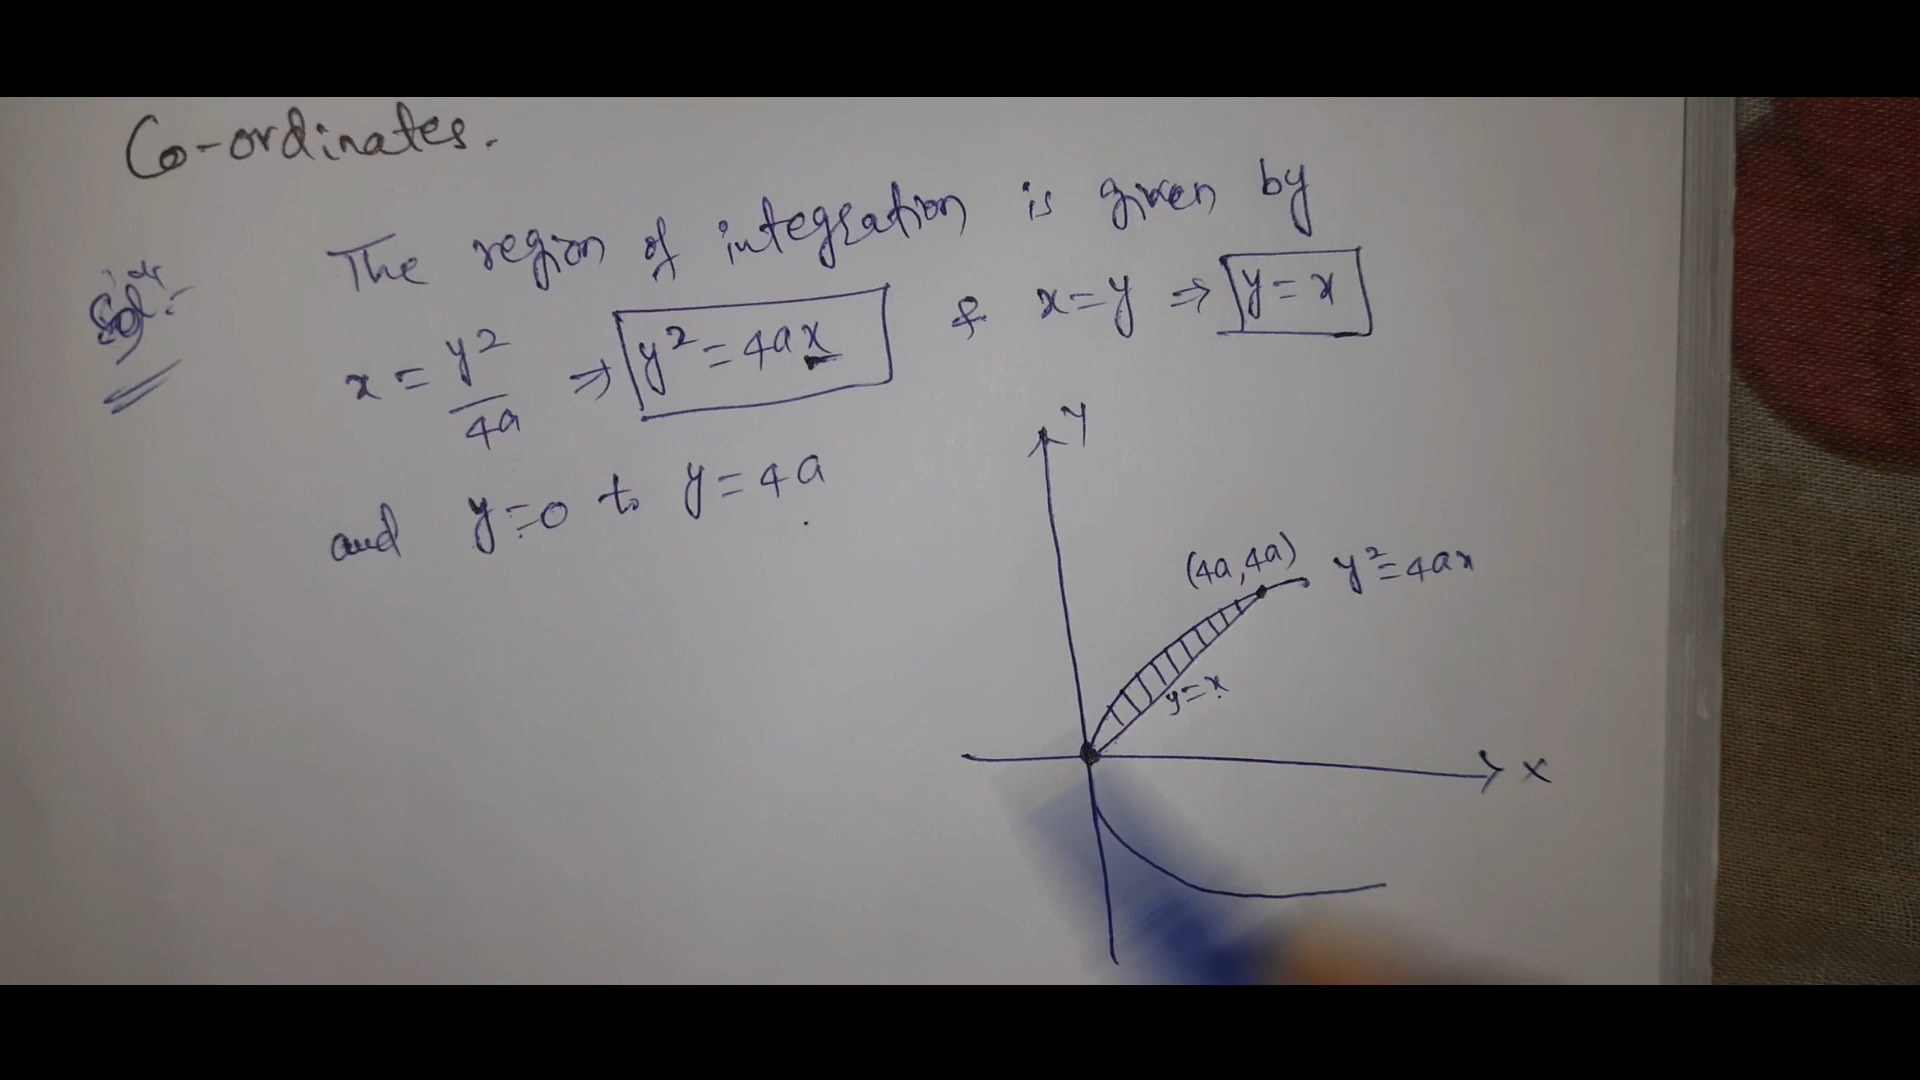 Co-ordinates.
Sol:-
The region of integration is given by
x = y²/4a ⇒ y² = 4ax & x=y ⇒ y=x
and y=0 to y=4a
Y
(4a,4a) y²=4ax
y=x
X